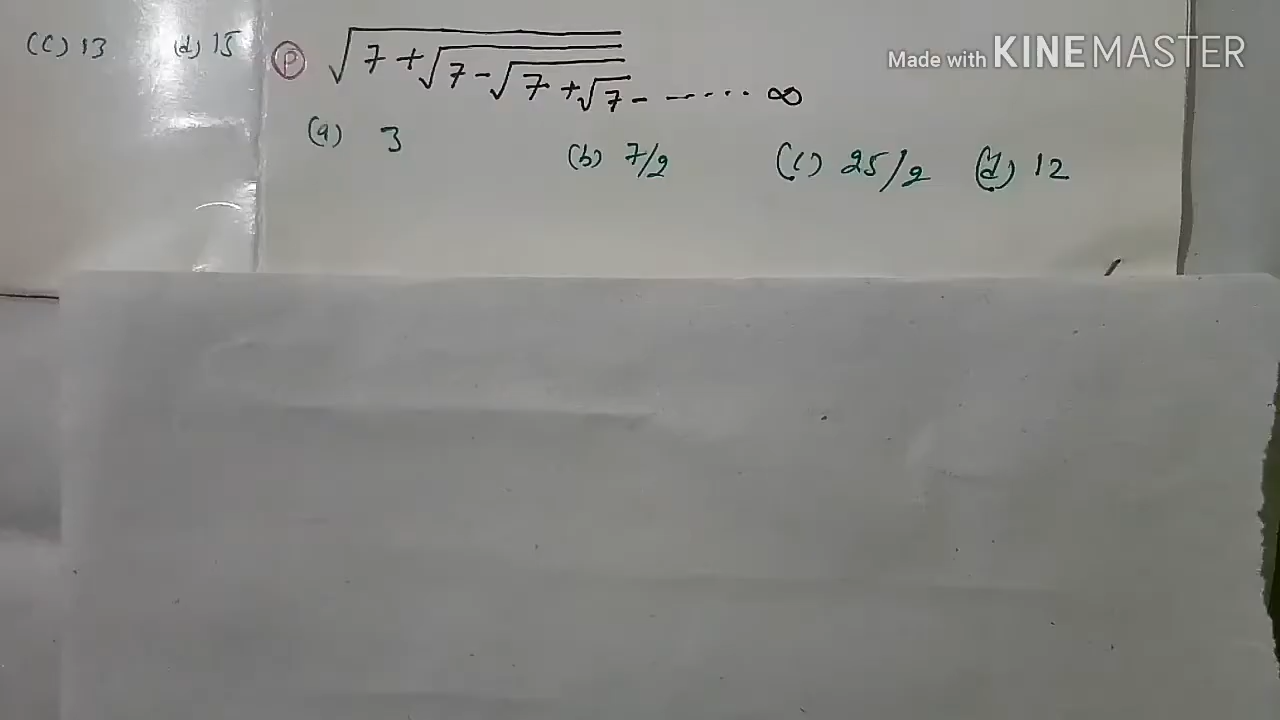 (C) 13 (d) 15
Ⓟ √7 + √7 - √7 + √7 - - - .... ∞
(a) 3 (b) 7/2 (C) 25/2 (d) 12
Made with KINEMASTER